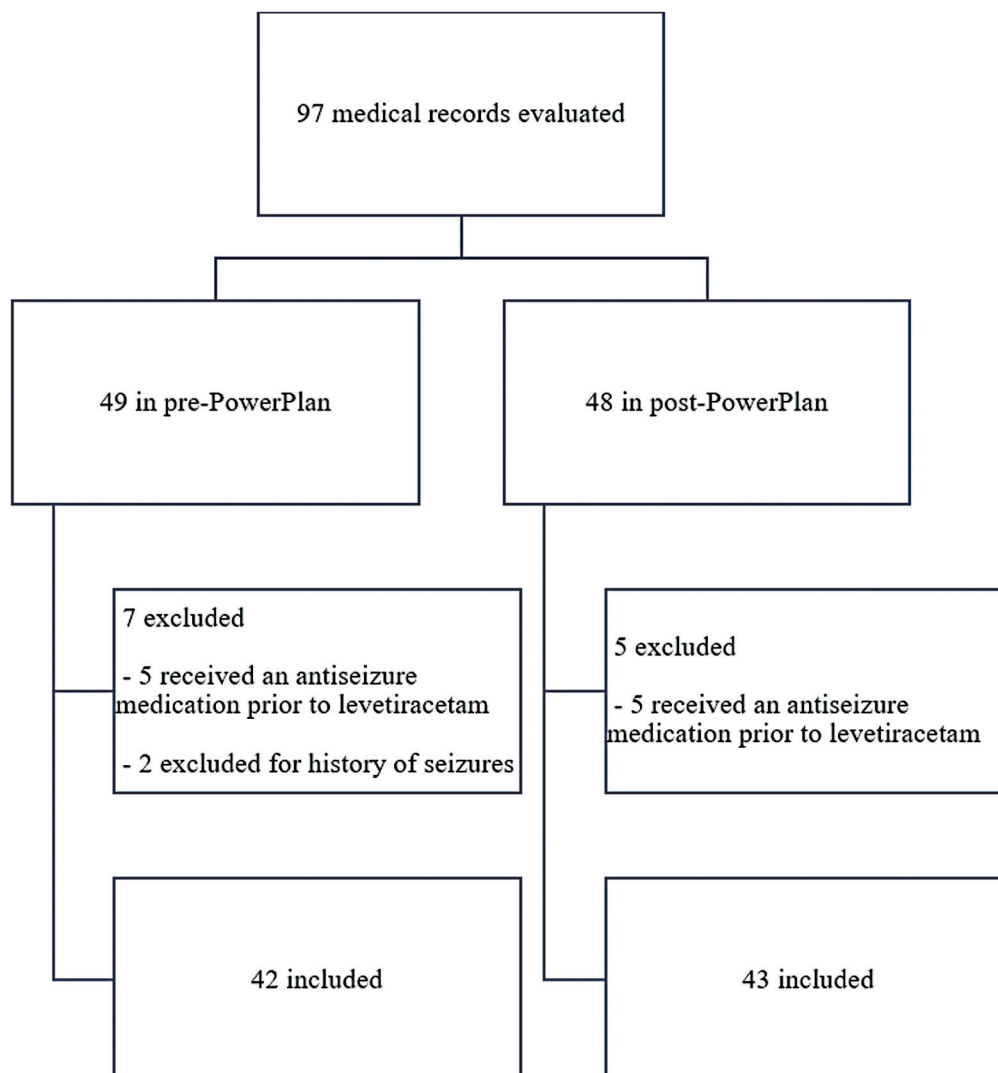 97 medical records evaluated
49 in pre-PowerPlan
48 in post-PowerPlan
7 excluded
- 5 received an antiseizure
medication prior to levetiracetam
- 2 excluded for history of seizures
5 excluded
- 5 received an antiseizure
medication prior to levetiracetam
42 included
43 included